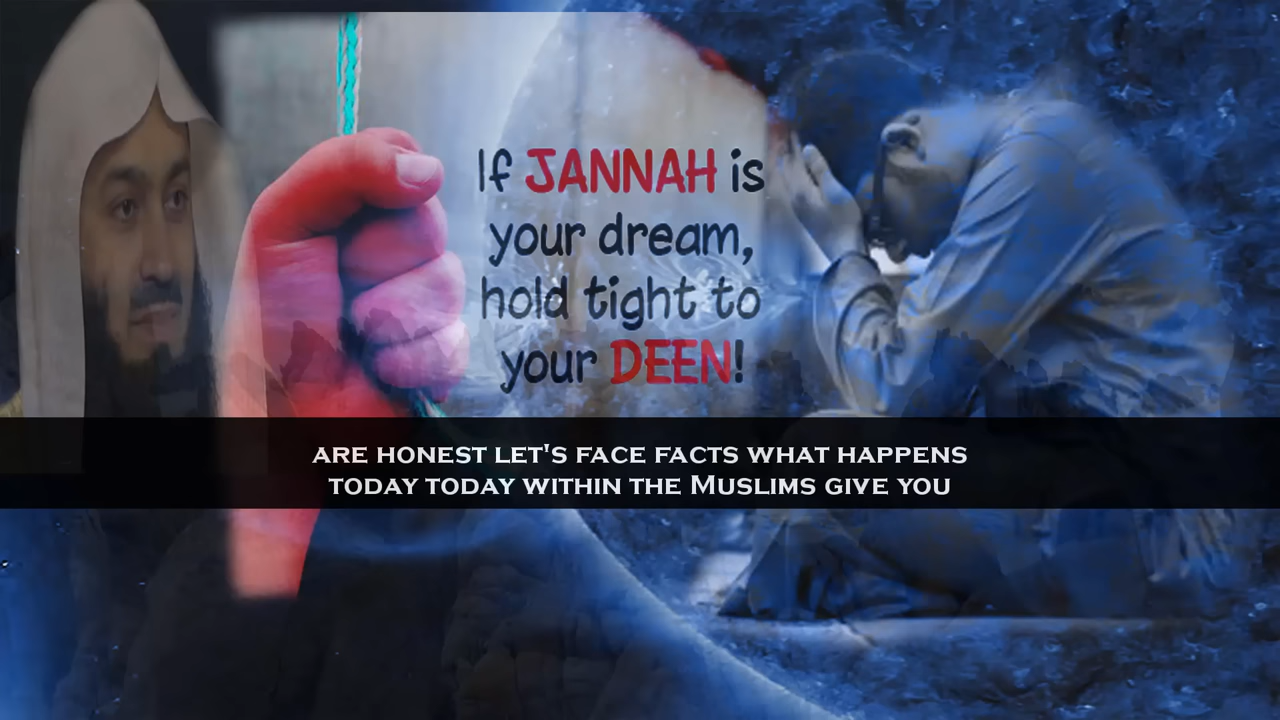 If JANNAH is
your dream,
hold tight to
your DEEN!
ARE HONEST LET'S FACE FACTS WHAT HAPPENS
TODAY TODAY WITHIN THE MUSLIMS GIVE YOU